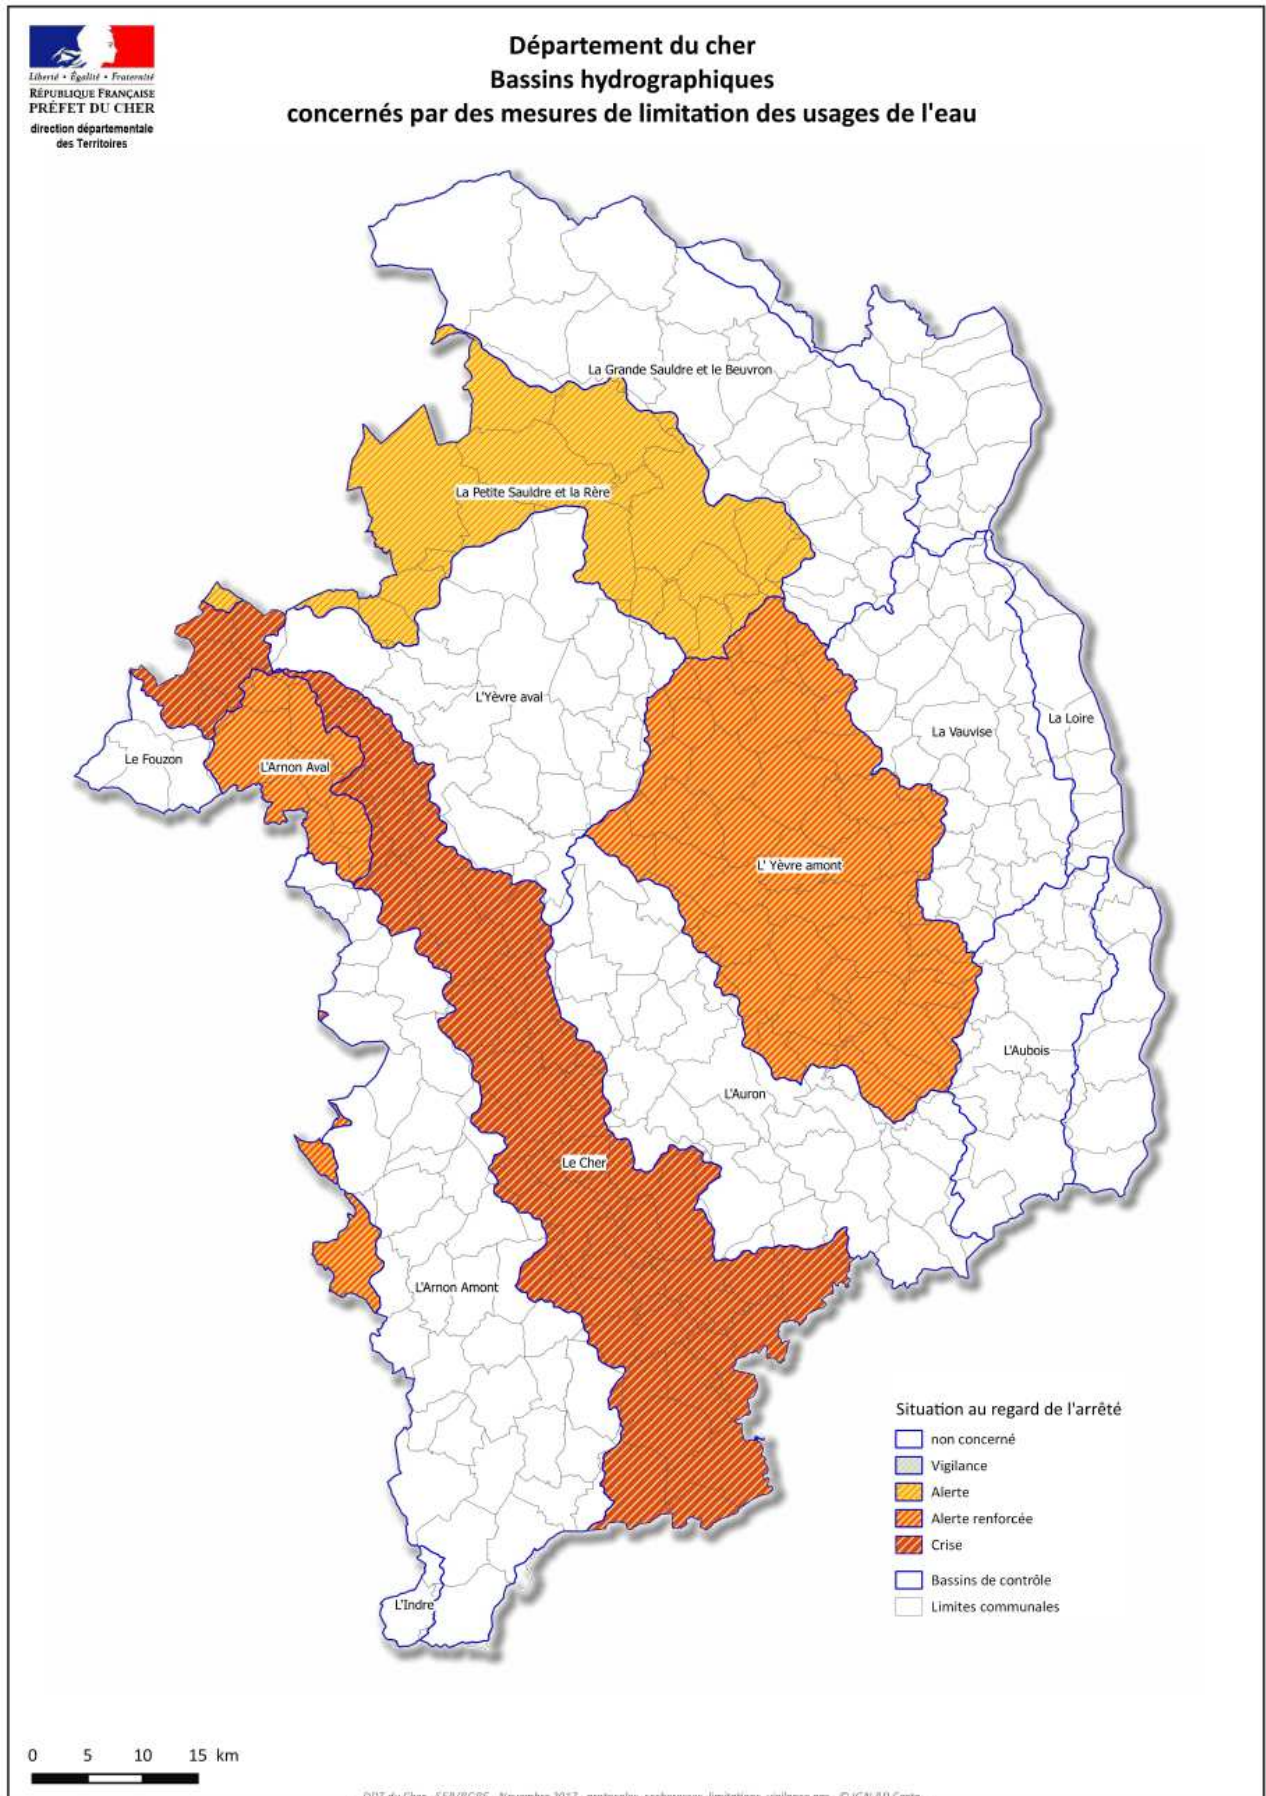 Liberté • Égalité • Fraternité
RÉPUBLIQUE FRANÇAISE
PRÉFET DU CHER
direction départementale
des Territoires
Département du cher
Bassins hydrographiques
concernés par des mesures de limitation des usages de l'eau
La Grande Sauldre et le Beuvron
La Petite Sauldre et la Rère
L'Yèvre aval
La Loire
La Vauvise
Le Fouzon
L'Arnon Aval
L' Yèvre amont
L'Aubois
L'Auron
Le Cher
L'Arnon Amont
L'Indre
Situation au regard de l'arrêté
non concerné
Vigilance
Alerte
Alerte renforcée
Crise
Bassins de contrôle
Limites communales
0 5 10 15 km